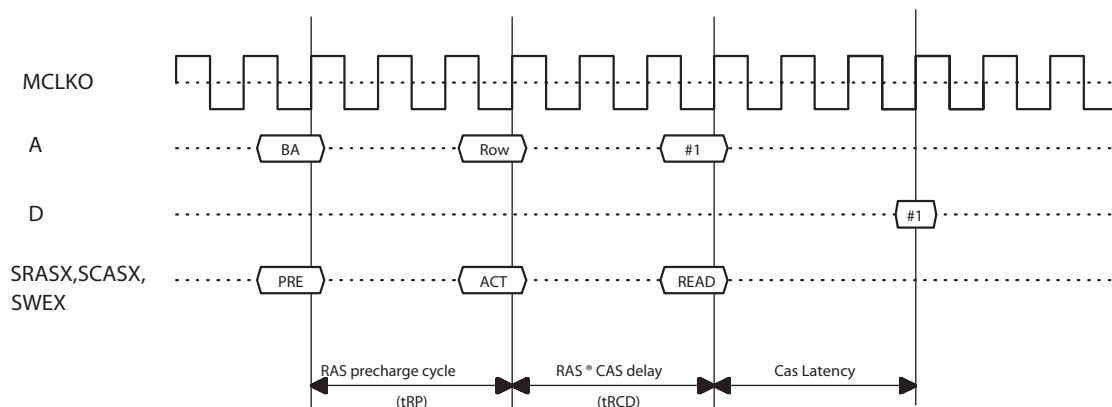 MCLKO
A
BA
Row
#1
D
#1
SRASX,SCASX,
SWEX
PRE
ACT
READ
RAS precharge cycle
RAS ® CAS delay
Cas Latency
(tRP)
(tRCD)